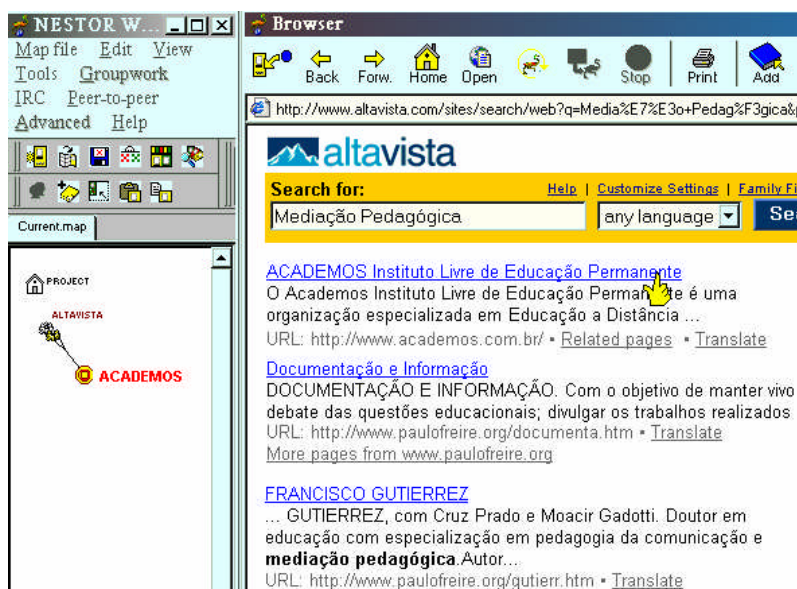 NESTOR W...
Map file Edit View
Tools Groupwork
IRC Peer-to-peer
Advanced Help
Current.map
PROJECT
ALTAVISTA
ACADEMOS
Browser
Back Forw. Home Open Stop Print Add
http://www.altavista.com/sites/search/web?q=Media%E7%E3o+Pedag%F3gica&
altavista
Search for: Help | Customize Settings | Family Fi
Mediação Pedagógica any language Sea
ACADEMOS Instituto Livre de Educação Permanente
O Academos Instituto Livre de Educação Permanente é uma
organização especializada em Educação a Distância ...
URL: http://www.academos.com.br/ • Related pages • Translate
Documentação e Informação
DOCUMENTAÇÃO E INFORMAÇÃO. Com o objetivo de manter vivo
debate das questões educacionais; divulgar os trabalhos realizados
URL: http://www.paulofreire.org/documenta.htm • Translate
More pages from www.paulofreire.org
FRANCISCO GUTIERREZ
... GUTIERREZ, com Cruz Prado e Moacir Gadotti. Doutor em
educação com especialização em pedagogia da comunicação e
mediação pedagógica.Autor...
URL: http://www.paulofreire.org/gutierr.htm • Translate